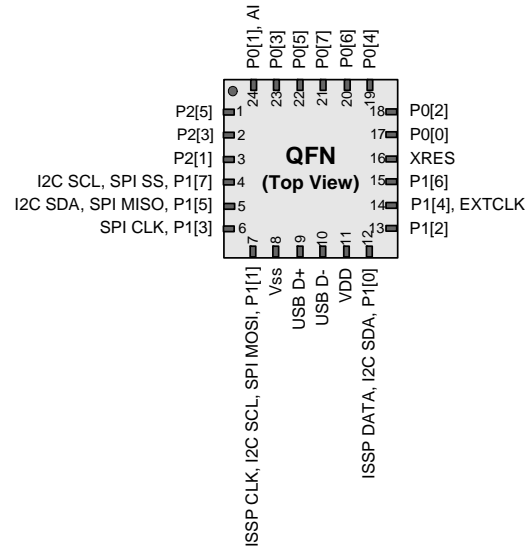 P0[1], AI
P0[3]
P0[5]
P0[7]
P0[6]
P0[4]
24
23
22
21
20
19
P2[5]
1
18
P0[2]
P2[3]
2
17
P0[0]
P2[1]
3
16
XRES
I2C SCL, SPI SS, P1[7]
4
15
P1[6]
I2C SDA, SPI MISO, P1[5]
5
14
P1[4], EXTCLK
SPI CLK, P1[3]
6
13
P1[2]
QFN
(Top View)
7
8
9
10
11
12
ISSP CLK, I2C SCL, SPI MOSI, P1[1]
Vss
USB D+
USB D-
VDD
ISSP DATA, I2C SDA, P1[0]